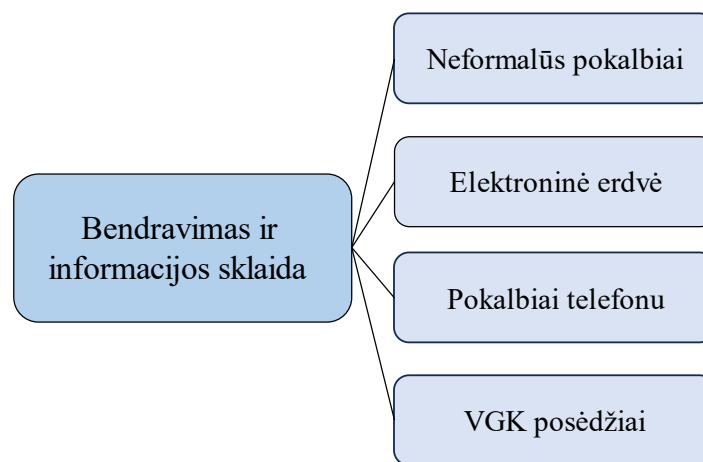 Neformalūs pokalbiai
Elektroninė erdvė
Bendravimas ir
informacijos sklaida
Pokalbiai telefonu
VGK posėdžiai